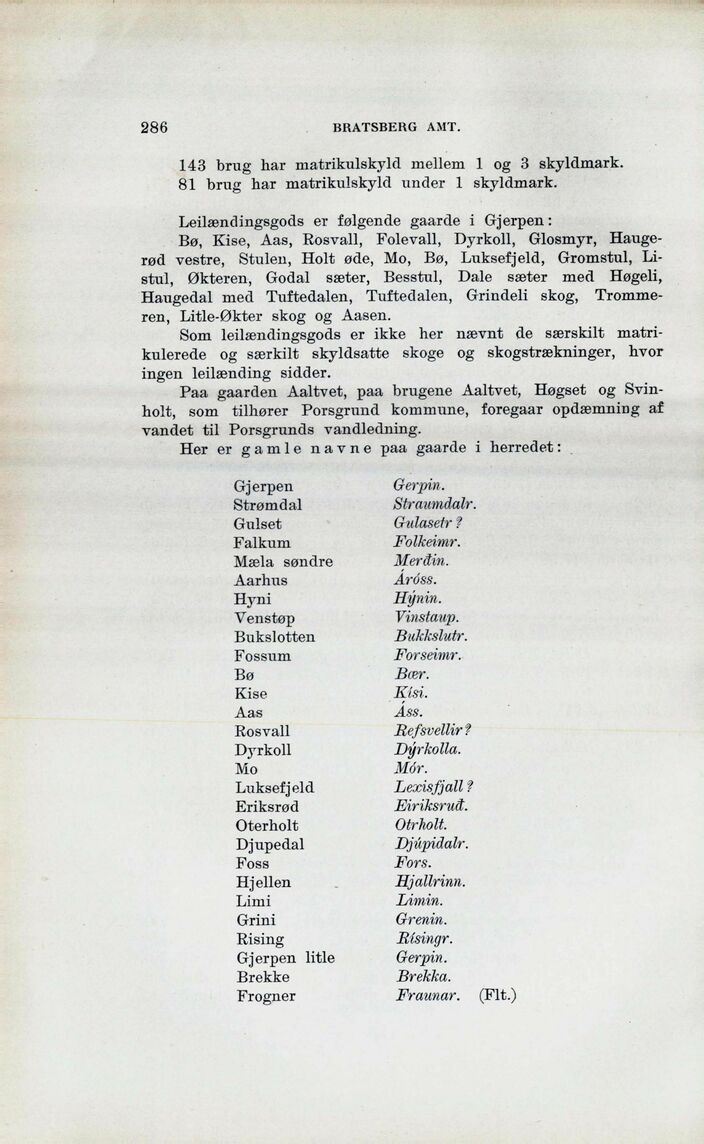 286 BRATSBERG AMT.
143 brug har matrikulskyld mellem 1 og 3 skyldmark.
81 brug har matrikulskyld under 1 skyldmark.
Leilændingsgods er følgende gaarde i Gjerpen:
Bø, Kise, Aas, Rosvall, Folevall, Dyrkoll, Glosmyr, Hauge-
rød vestre, Stulen, Holt øde, Mo, Bø, Luksefjeld, Gromstul, Li-
stul, Økteren, Godal sæter, Besstul, Dale sæter med Høgeli,
Haugedal med Tuftedalen, Tuftedalen, Grindeli skog, Tromme-
ren, Litle-Økter skog og Aasen.
Som leilændingsgods er ikke her nævnt de særskilt matri-
kulerede og særkilt skyldsatte skoge og skogstrækninger, hvor
ingen leilænding sidder.
Paa gaarden Aaltvet, paa brugene Aaltvet, Høgset og Svin-
holt, som tilhører Porsgrund kommune, foregaar opdæmning af
vandet til Porsgrunds vandledning.
Her er gamle navne paa gaarde i herredet:
Gjerpen Gerpin.
Strømdal Straumdalr.
Gulset Gulasetr?
Falkum Folkeimr.
Mæla søndre Merđin.
Aarhus Áróss.
Hyni Hýnin.
Venstøp Vinstaup.
Bukslotten Bukkslutr.
Fossum Forseimr.
Bø Bœr.
Kise Kísi.
Aas Áss.
Rosvall Refsvellir?
Dyrkoll Dýrkolla.
Mo Mór.
Luksefjeld Lexisfjall?
Eriksrød Eiriksruđ.
Oterholt Otrholt.
Djupedal Djúpidalr.
Foss Fors.
Hjellen Hjallrinn.
Limi Limin.
Grini Grenin.
Rising Rísingr.
Gjerpen litle Gerpin.
Brekke Brekka.
Frogner Fraunar. (Flt.)